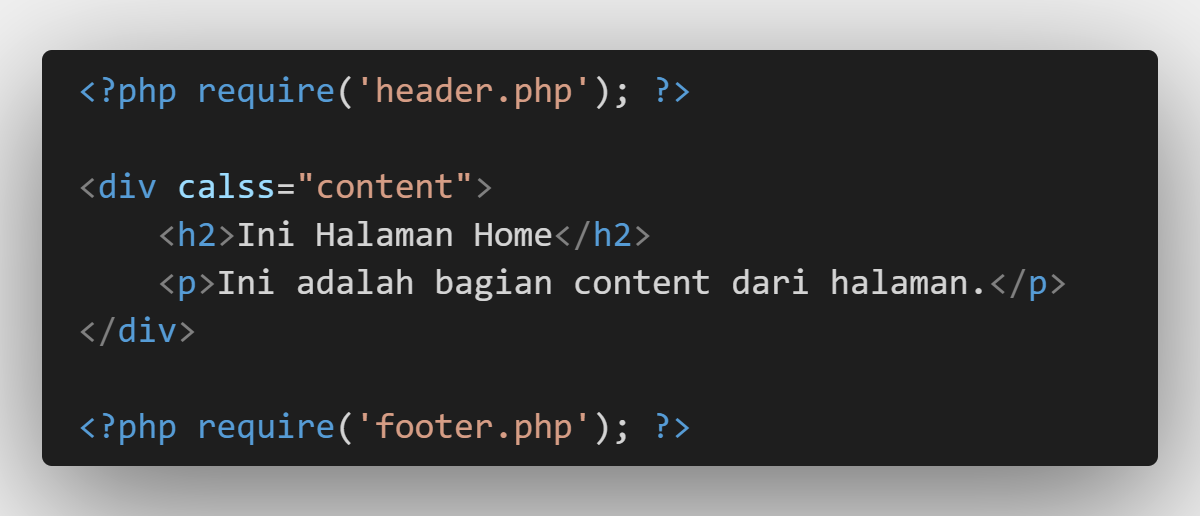 <?php require('header.php'); ?>
<div calss="content">
<h2>Ini Halaman Home</h2>
<p>Ini adalah bagian content dari halaman.</p>
</div>
<?php require('footer.php'); ?>